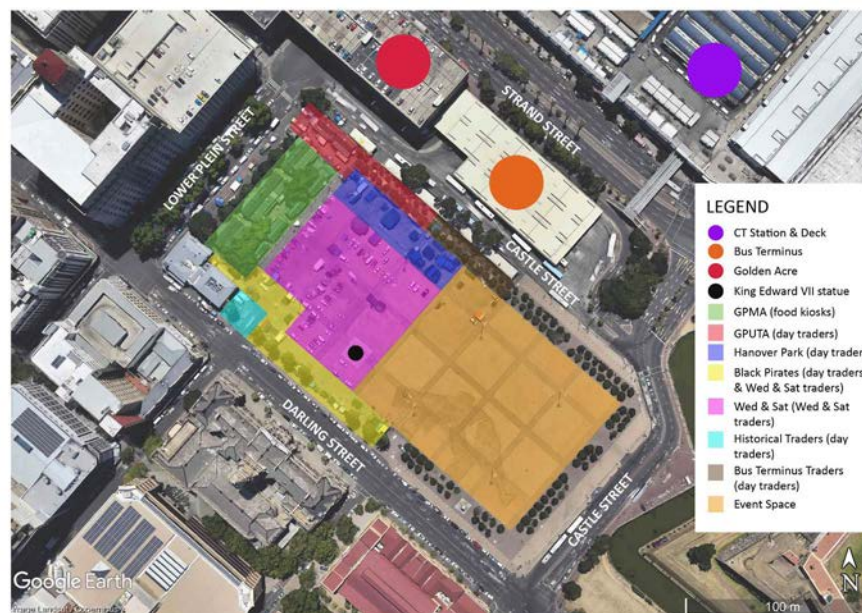 STRAND STREET
LOWER PLEIN STREET
CASTLE STREET
DARLING STREET
CASTLE STREET
LEGEND
CT Station & Deck
Bus Terminus
Golden Acre
King Edward VII statue
GPMA (food kiosks)
GPUTA (day traders)
Hanover Park (day trader
Black Pirates (day traders
& Wed & Sat traders)
Wed & Sat (Wed & Sat
traders)
Historical Traders (day
traders)
Bus Terminus Traders
(day traders)
Event Space
Google Earth
Image Landsat / Copernicus
100 m
N